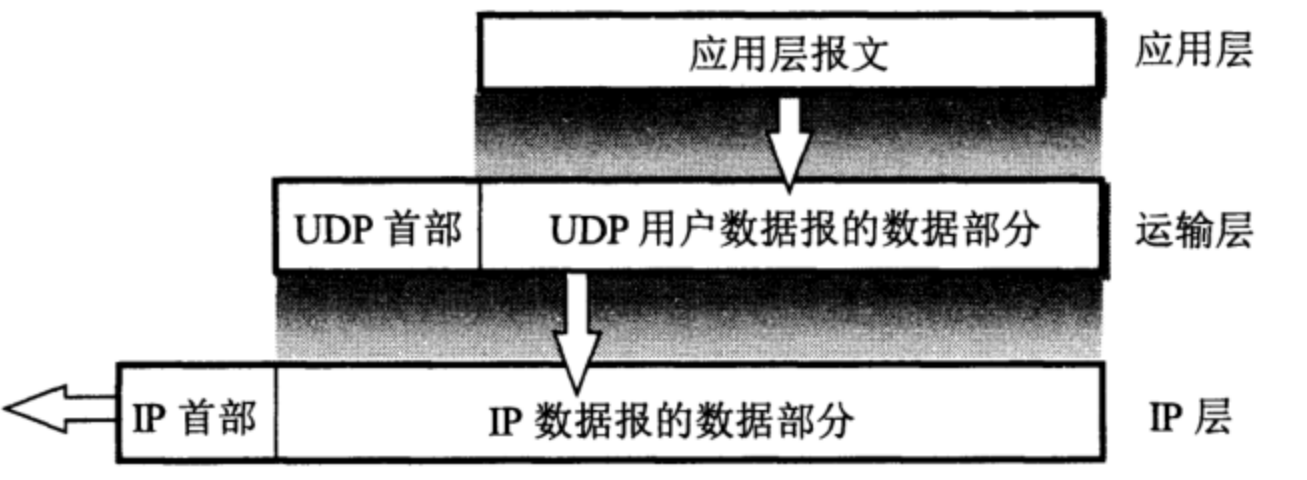 应用层报文 应用层
UDP 首部 UDP 用户数据报的数据部分 运输层
IP 首部 IP 数据报的数据部分 IP 层